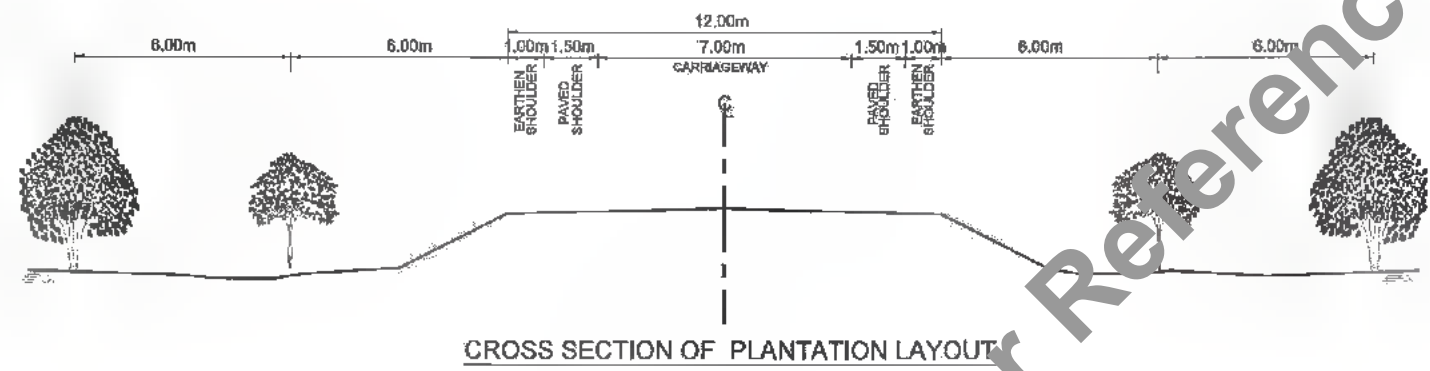 12.00m
6.00m 6.00m 1.00m 1.50m 7.00m 1.50m 1.00m 6.00m 6.00m
CARRIAGEWAY
EARTHEN
SHOULDER
PAVED
SHOULDER
PAVED
SHOULDER
EARTHEN
SHOULDER
CROSS SECTION OF PLANTATION LAYOUT
Referenc